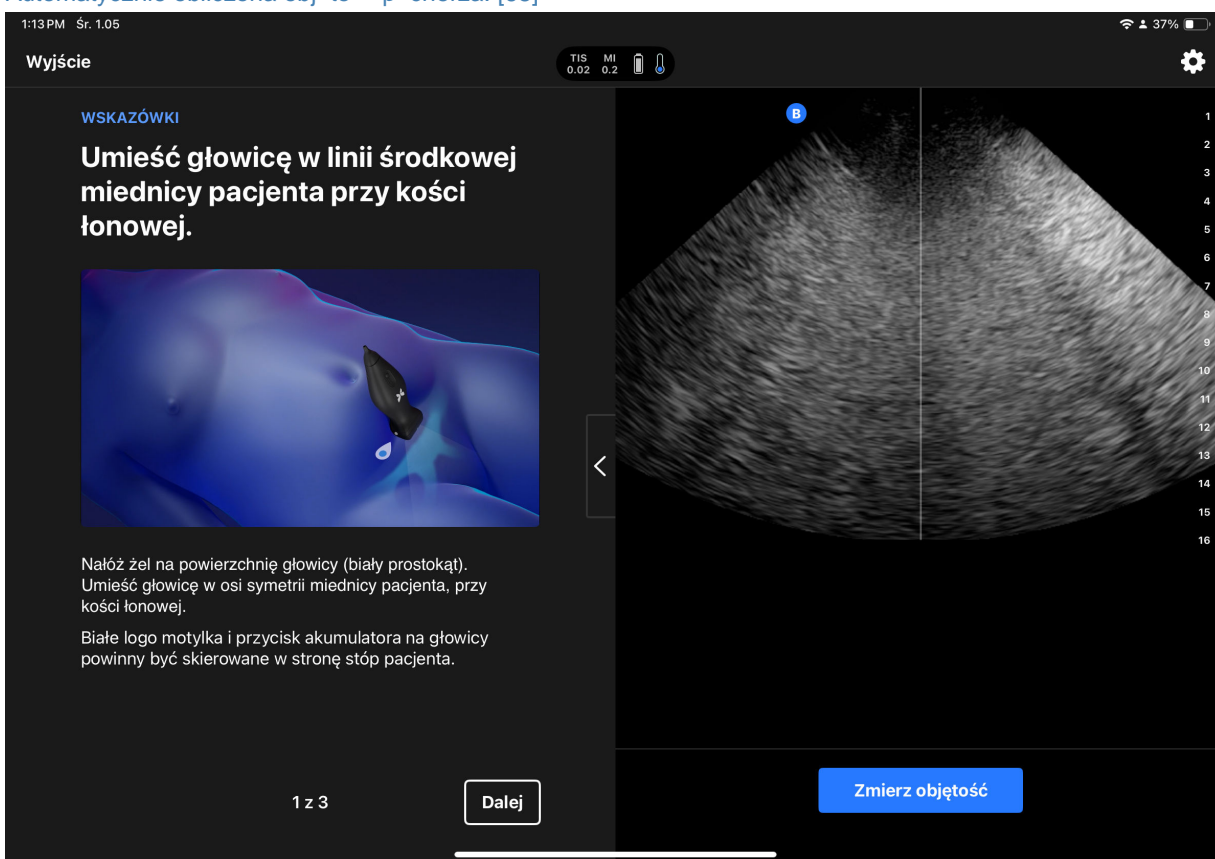 1:13 PM Śr. 1.05
37%
Wyjście
TIS MI
0.02 0.2
WSKAZÓWKI
Umieść głowicę w linii środkowej
miednicy pacjenta przy kości
łonowej.
B
1
2
3
4
5
6
7
8
9
10
11
12
13
14
15
16
Nałóż żel na powierzchnię głowicy (biały prostokąt).
Umieść głowicę w osi symetrii miednicy pacjenta, przy
kości łonowej.
Białe logo motylka i przycisk akumulatora na głowicy
powinny być skierowane w stronę stóp pacjenta.
1 z 3
Dalej
Zmierz objętość